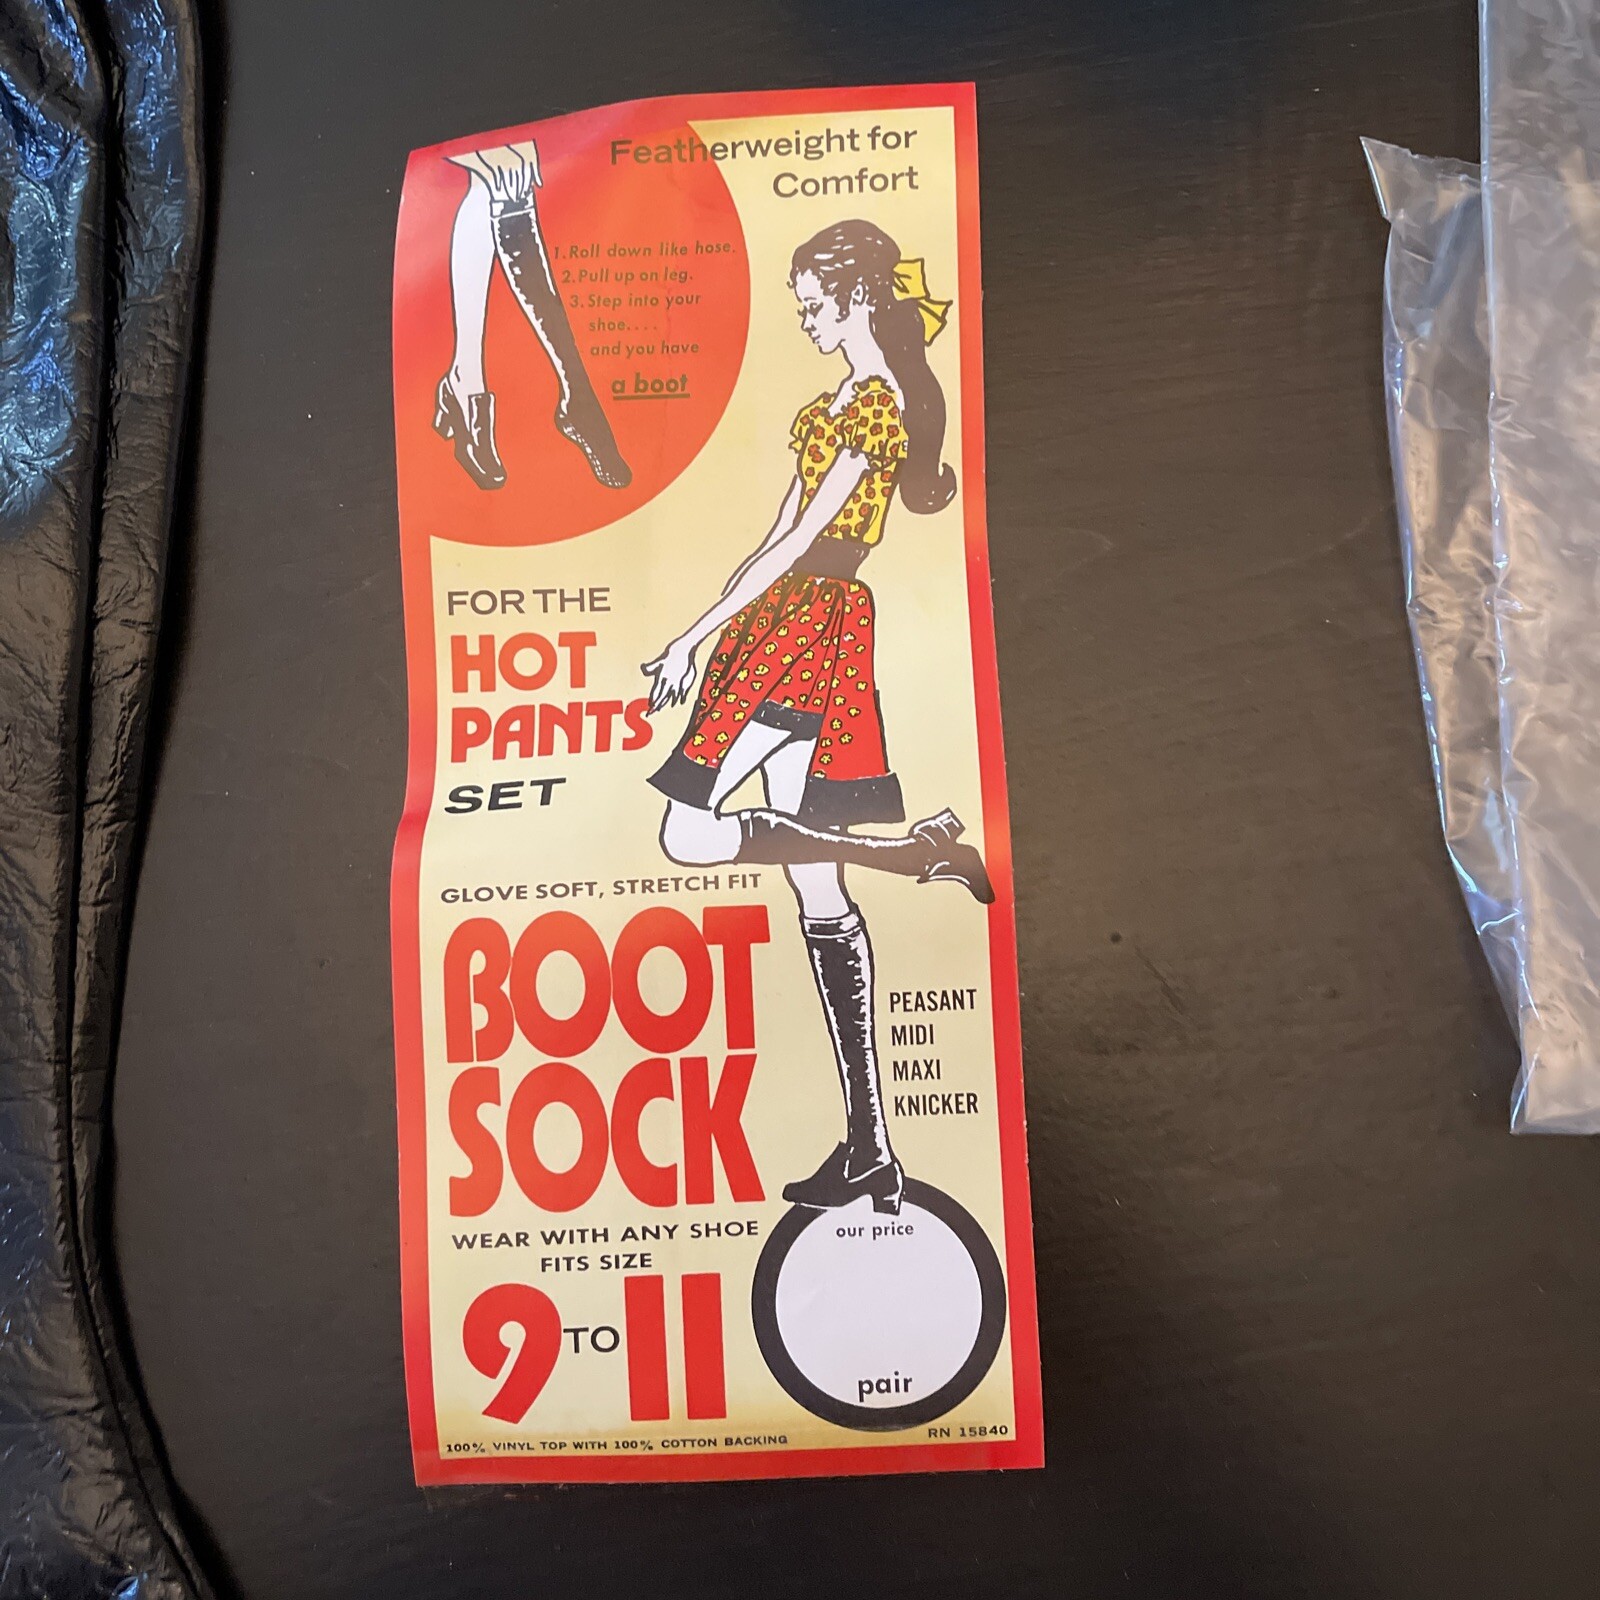 Featherweight for
Comfort
1. Roll down like hose.
2. Pull up on leg.
3. Step into your
shoe....
and you have
a boot
FOR THE
HOT
PANTS
SET
GLOVE SOFT, STRETCH FIT
BOOT
SOCK
PEASANT
MIDI
MAXI
KNICKER
WEAR WITH ANY SHOE
FITS SIZE
9 TO 11
our price
pair
100% VINYL TOP WITH 100% COTTON BACKING
RN 15840